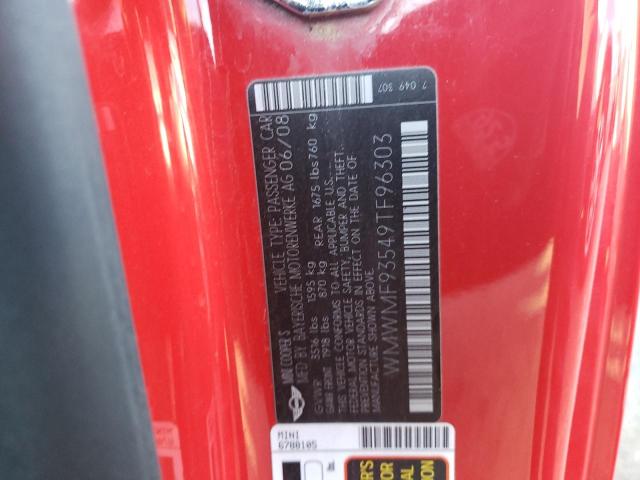 MINI COOPER S
VEHICLE TYPE: PASSENGER CAR
MFD BY BAYERISCHE MOTORENWERKE AG 06/08
GVWR 3516 lbs 1595 kg
GAWR FRONT 1918 lbs 870 kg REAR 1675 lbs 760 kg
THIS VEHICLE CONFORMS TO ALL APPLICABLE U.S.
FEDERAL MOTOR VEHICLE SAFETY, BUMPER AND THEFT
PREVENTION STANDARDS IN EFFECT ON THE DATE OF
MANUFACTURE SHOWN ABOVE.
WMWMF93549TF96303
7 049 307
MINI
6788105